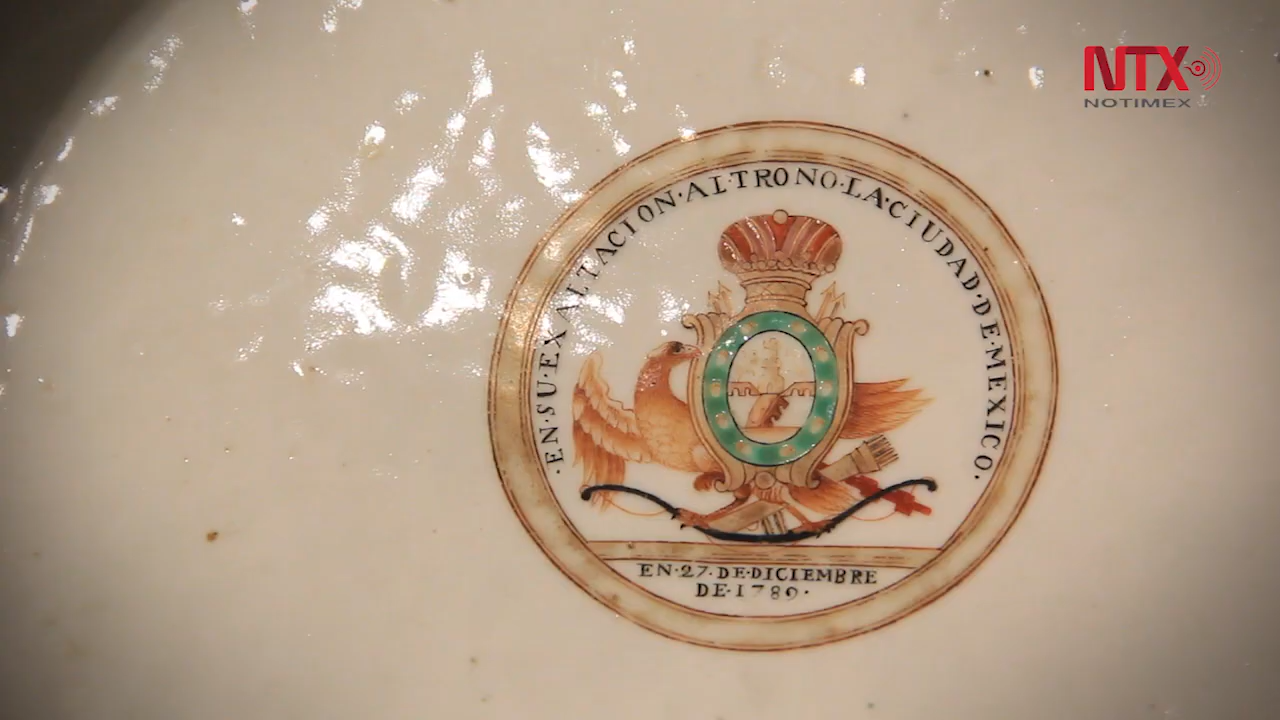 NTX
NOTIMEX
·EN·SU·EXALTACION·AL·TRONO·LA·CIUDAD·DE·MEXICO·
EN·27·DE·DICIEMBRE
DE·1789·